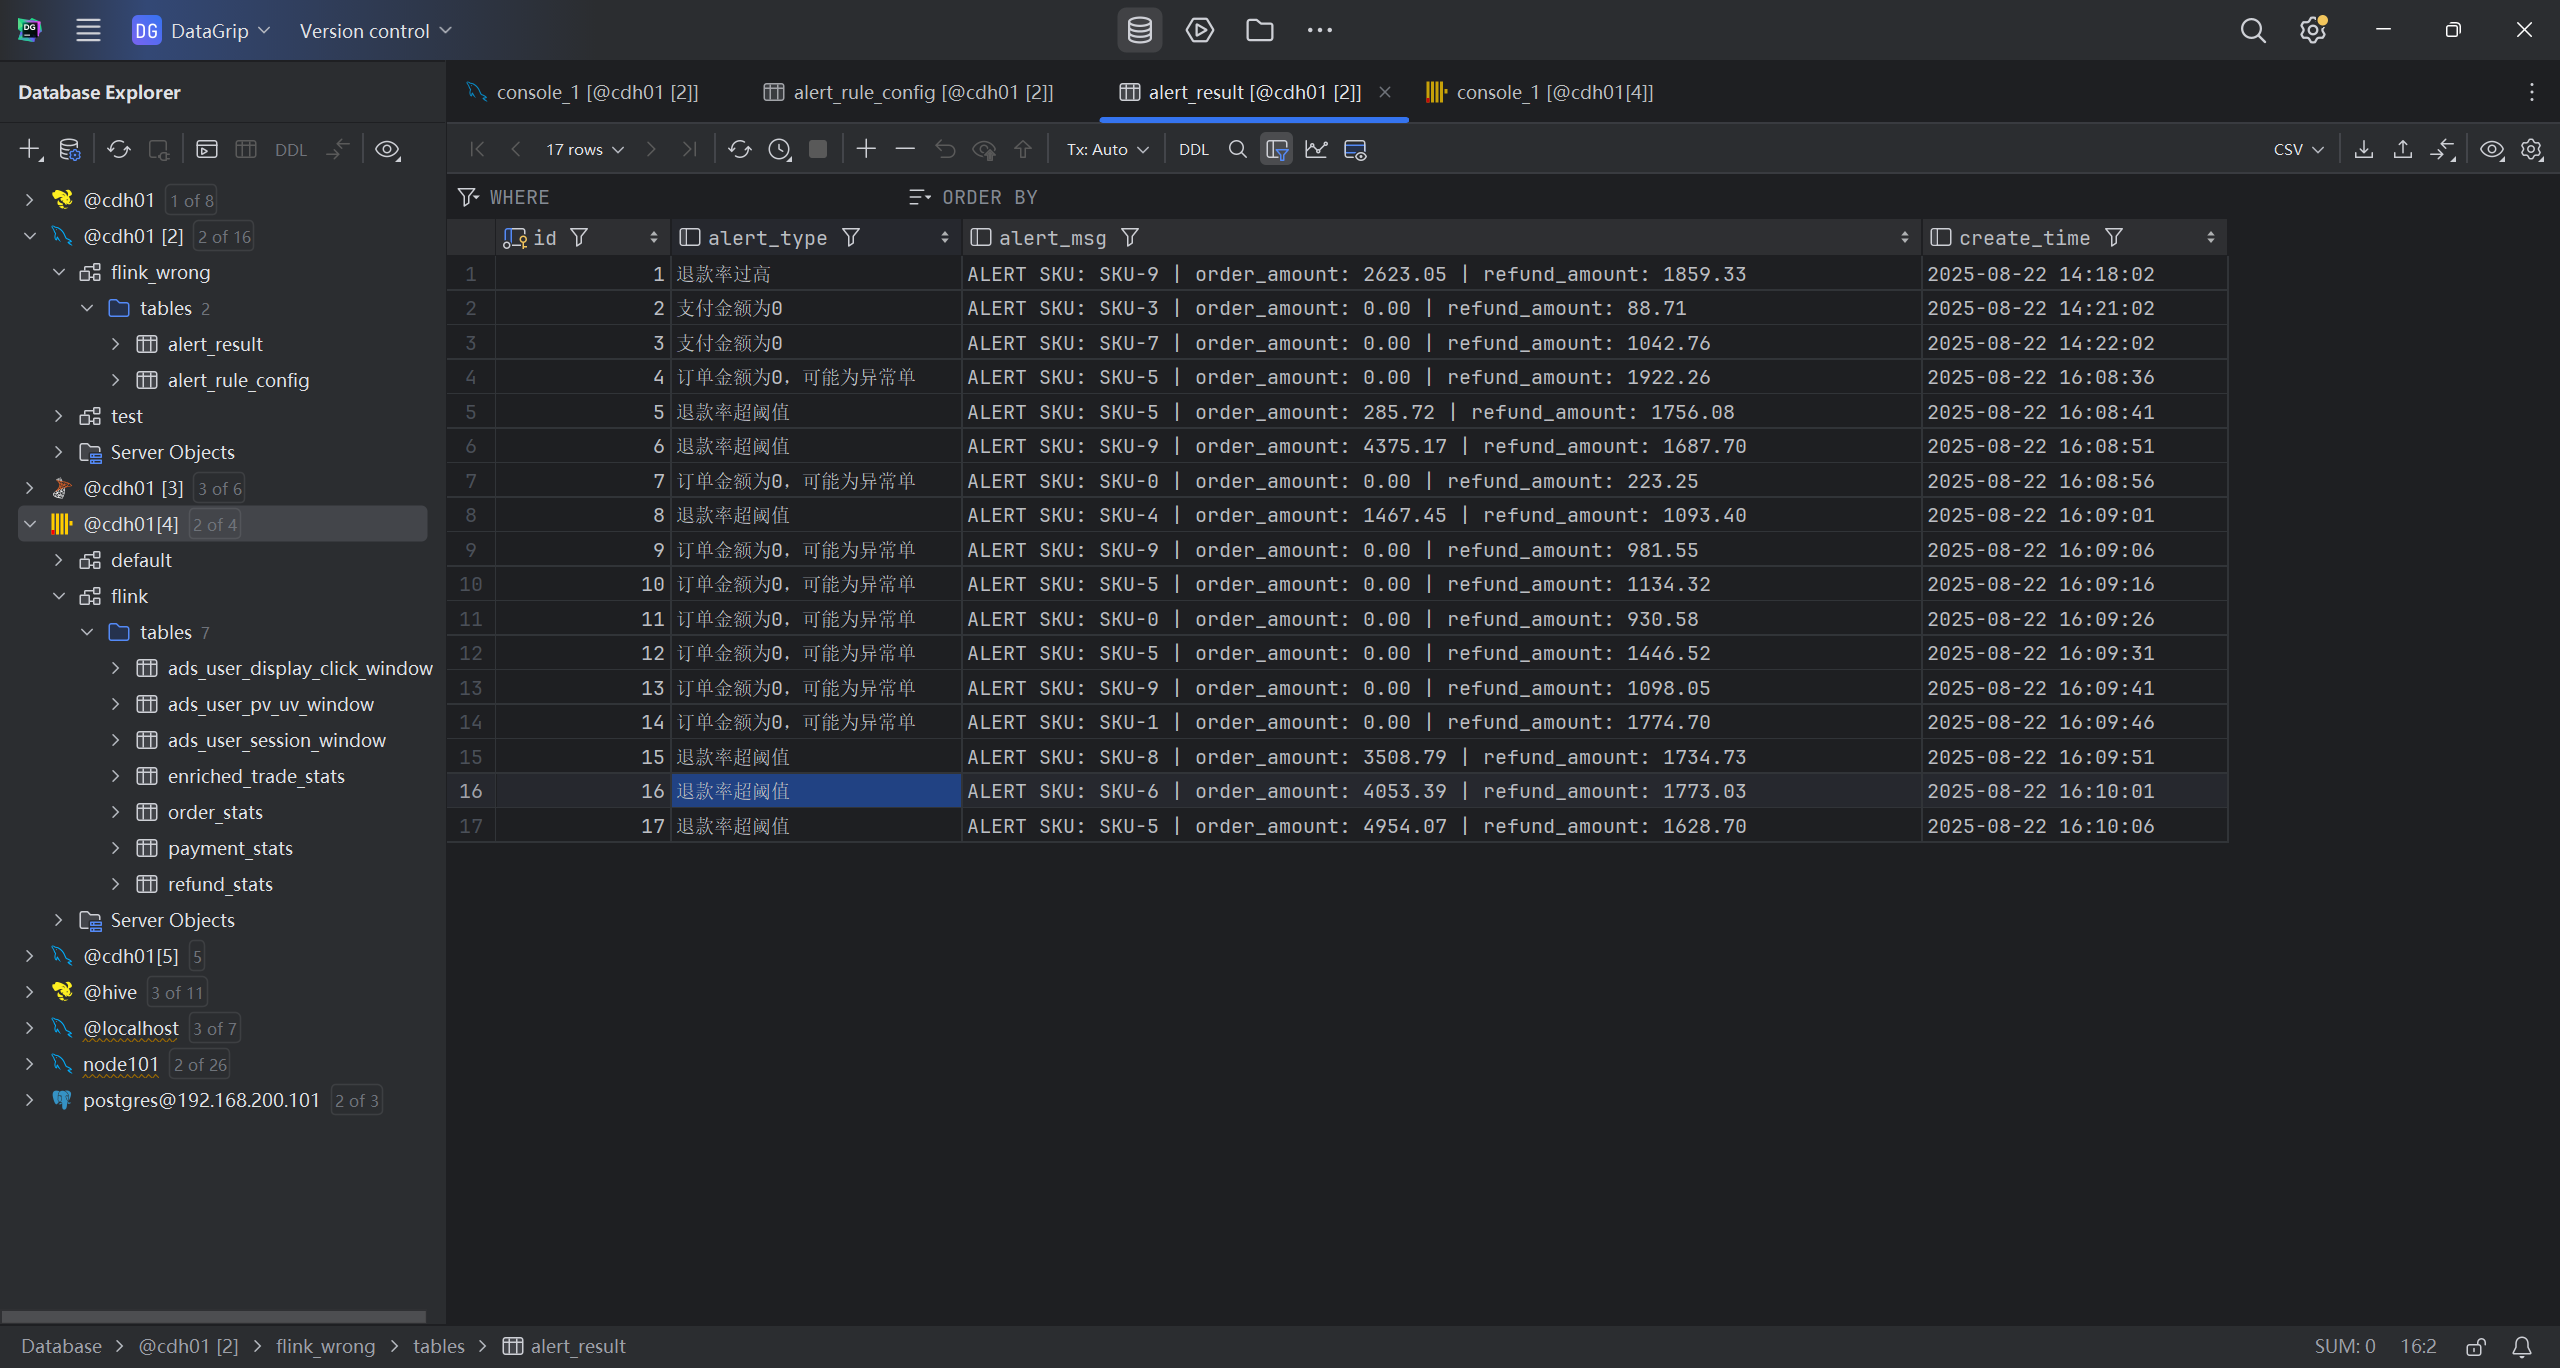 DG DataGrip Version control
Database Explorer
console_1 [@cdh01 [2]] alert_rule_config [@cdh01 [2]] alert_result [@cdh01 [2]] console_1 [@cdh01[4]]
DDL 17 rows Tx: Auto DDL CSV
WHERE ORDER BY
id alert_type alert_msg create_time
1 1 退款率过高 ALERT SKU: SKU-9 | order_amount: 2623.05 | refund_amount: 1859.33 2025-08-22 14:18:02
2 2 支付金额为0 ALERT SKU: SKU-3 | order_amount: 0.00 | refund_amount: 88.71 2025-08-22 14:21:02
3 3 支付金额为0 ALERT SKU: SKU-7 | order_amount: 0.00 | refund_amount: 1042.76 2025-08-22 14:22:02
4 4 订单金额为0，可能为异常单 ALERT SKU: SKU-5 | order_amount: 0.00 | refund_amount: 1922.26 2025-08-22 16:08:36
5 5 退款率超阈值 ALERT SKU: SKU-5 | order_amount: 285.72 | refund_amount: 1756.08 2025-08-22 16:08:41
6 6 退款率超阈值 ALERT SKU: SKU-9 | order_amount: 4375.17 | refund_amount: 1687.70 2025-08-22 16:08:51
7 7 订单金额为0，可能为异常单 ALERT SKU: SKU-0 | order_amount: 0.00 | refund_amount: 223.25 2025-08-22 16:08:56
8 8 退款率超阈值 ALERT SKU: SKU-4 | order_amount: 1467.45 | refund_amount: 1093.40 2025-08-22 16:09:01
9 9 订单金额为0，可能为异常单 ALERT SKU: SKU-9 | order_amount: 0.00 | refund_amount: 981.55 2025-08-22 16:09:06
10 10 订单金额为0，可能为异常单 ALERT SKU: SKU-5 | order_amount: 0.00 | refund_amount: 1134.32 2025-08-22 16:09:16
11 11 订单金额为0，可能为异常单 ALERT SKU: SKU-0 | order_amount: 0.00 | refund_amount: 930.58 2025-08-22 16:09:26
12 12 订单金额为0，可能为异常单 ALERT SKU: SKU-5 | order_amount: 0.00 | refund_amount: 1446.52 2025-08-22 16:09:31
13 13 订单金额为0，可能为异常单 ALERT SKU: SKU-9 | order_amount: 0.00 | refund_amount: 1098.05 2025-08-22 16:09:41
14 14 订单金额为0，可能为异常单 ALERT SKU: SKU-1 | order_amount: 0.00 | refund_amount: 1774.70 2025-08-22 16:09:46
15 15 退款率超阈值 ALERT SKU: SKU-8 | order_amount: 3508.79 | refund_amount: 1734.73 2025-08-22 16:09:51
16 16 退款率超阈值 ALERT SKU: SKU-6 | order_amount: 4053.39 | refund_amount: 1773.03 2025-08-22 16:10:01
17 17 退款率超阈值 ALERT SKU: SKU-5 | order_amount: 4954.07 | refund_amount: 1628.70 2025-08-22 16:10:06
@cdh01 1 of 8
@cdh01 [2] 2 of 16
flink_wrong
tables 2
alert_result
alert_rule_config
test
Server Objects
@cdh01 [3] 3 of 6
@cdh01[4] 2 of 4
default
flink
tables 7
ads_user_display_click_window
ads_user_pv_uv_window
ads_user_session_window
enriched_trade_stats
order_stats
payment_stats
refund_stats
Server Objects
@cdh01[5] 5
@hive 3 of 11
@localhost 3 of 7
node101 2 of 26
postgres@192.168.200.101 2 of 3
Database > @cdh01 [2] > flink_wrong > tables > alert_result SUM: 0 16:2